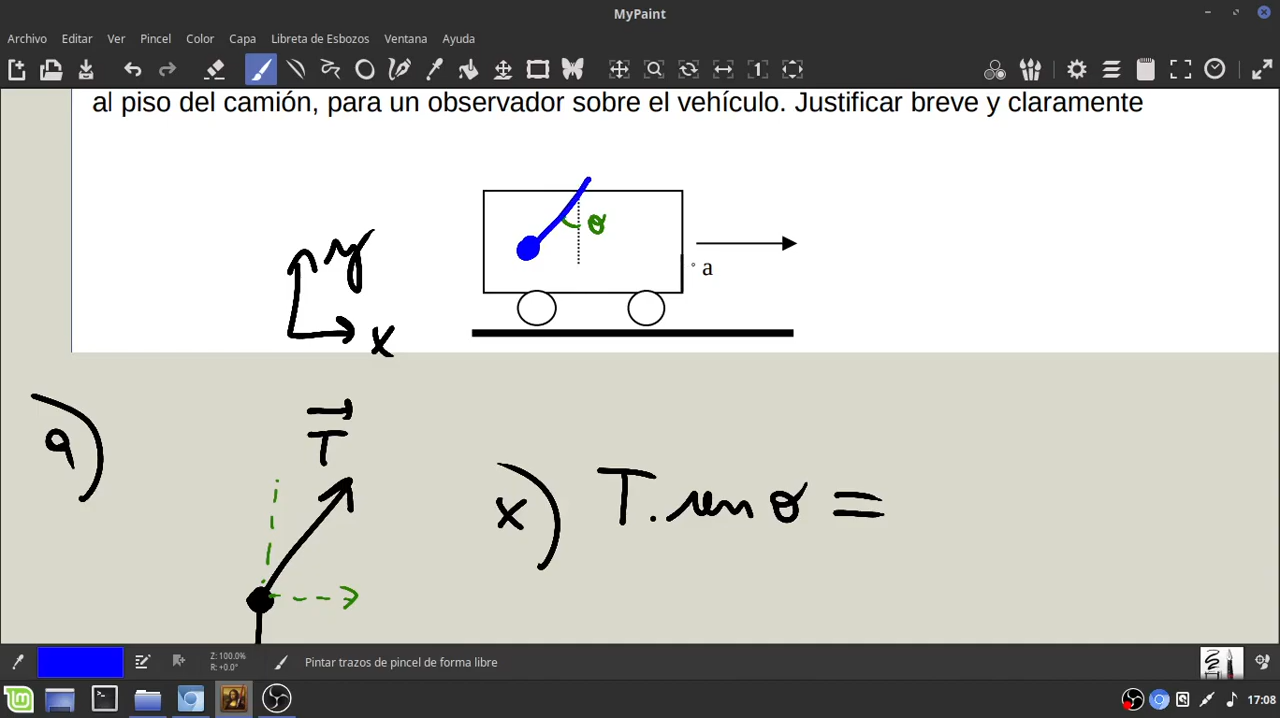 MyPaint
Archivo Editar Ver Pincel Color Capa Libreta de Esbozos Ventana Ayuda
al piso del camión, para un observador sobre el vehículo. Justificar breve y claramente
θ
y
a
x
a)
T
x) T. sen θ =
Z: 100.0%
R: +0.0°
Pintar trazos de pincel de forma libre
17:08